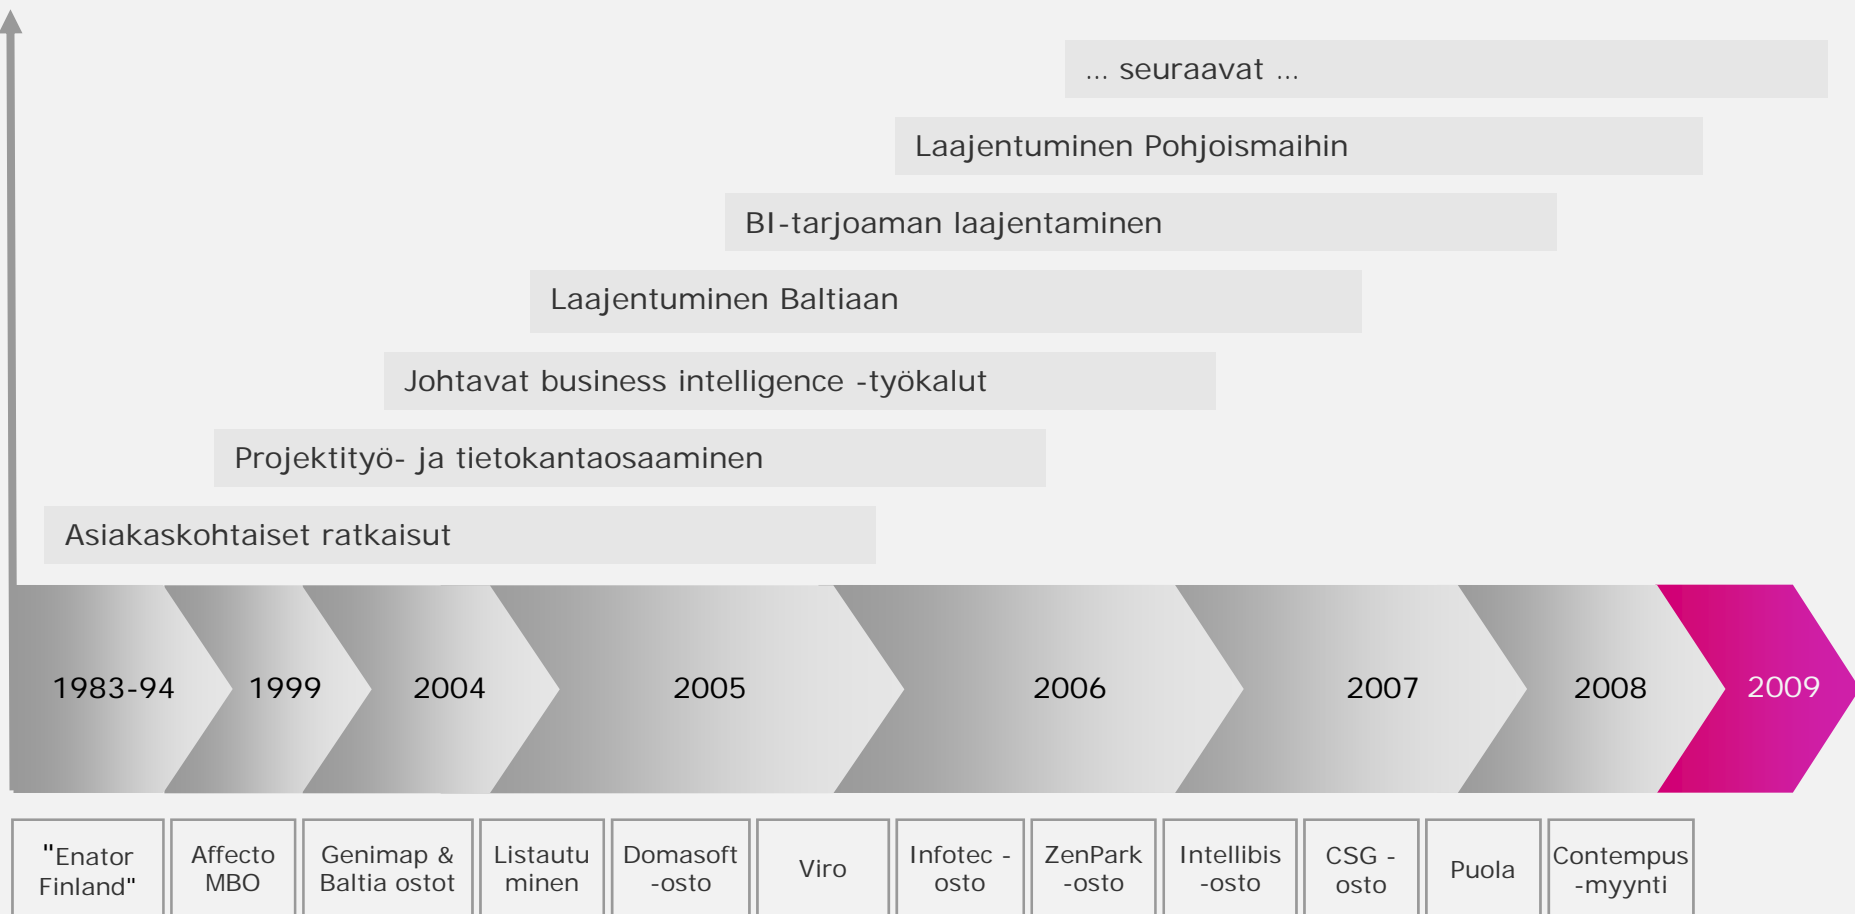 ... seuraavat ...
Laajentuminen Pohjoismaihin
BI-tarjoaman laajentaminen
Laajentuminen Baltiaan
Johtavat business intelligence -työkalut
Projektityö- ja tietokantaosaaminen
Asiakaskohtaiset ratkaisut
1983-94
1999
2004
2005
2006
2007
2008
2009
"Enator
Finland"
Affecto
MBO
Genimap &
Baltia ostot
Listautu
minen
Domasoft
-osto
Viro
Infotec -
osto
ZenPark
-osto
Intellibis
-osto
CSG -
osto
Puola
Contempus
-myynti